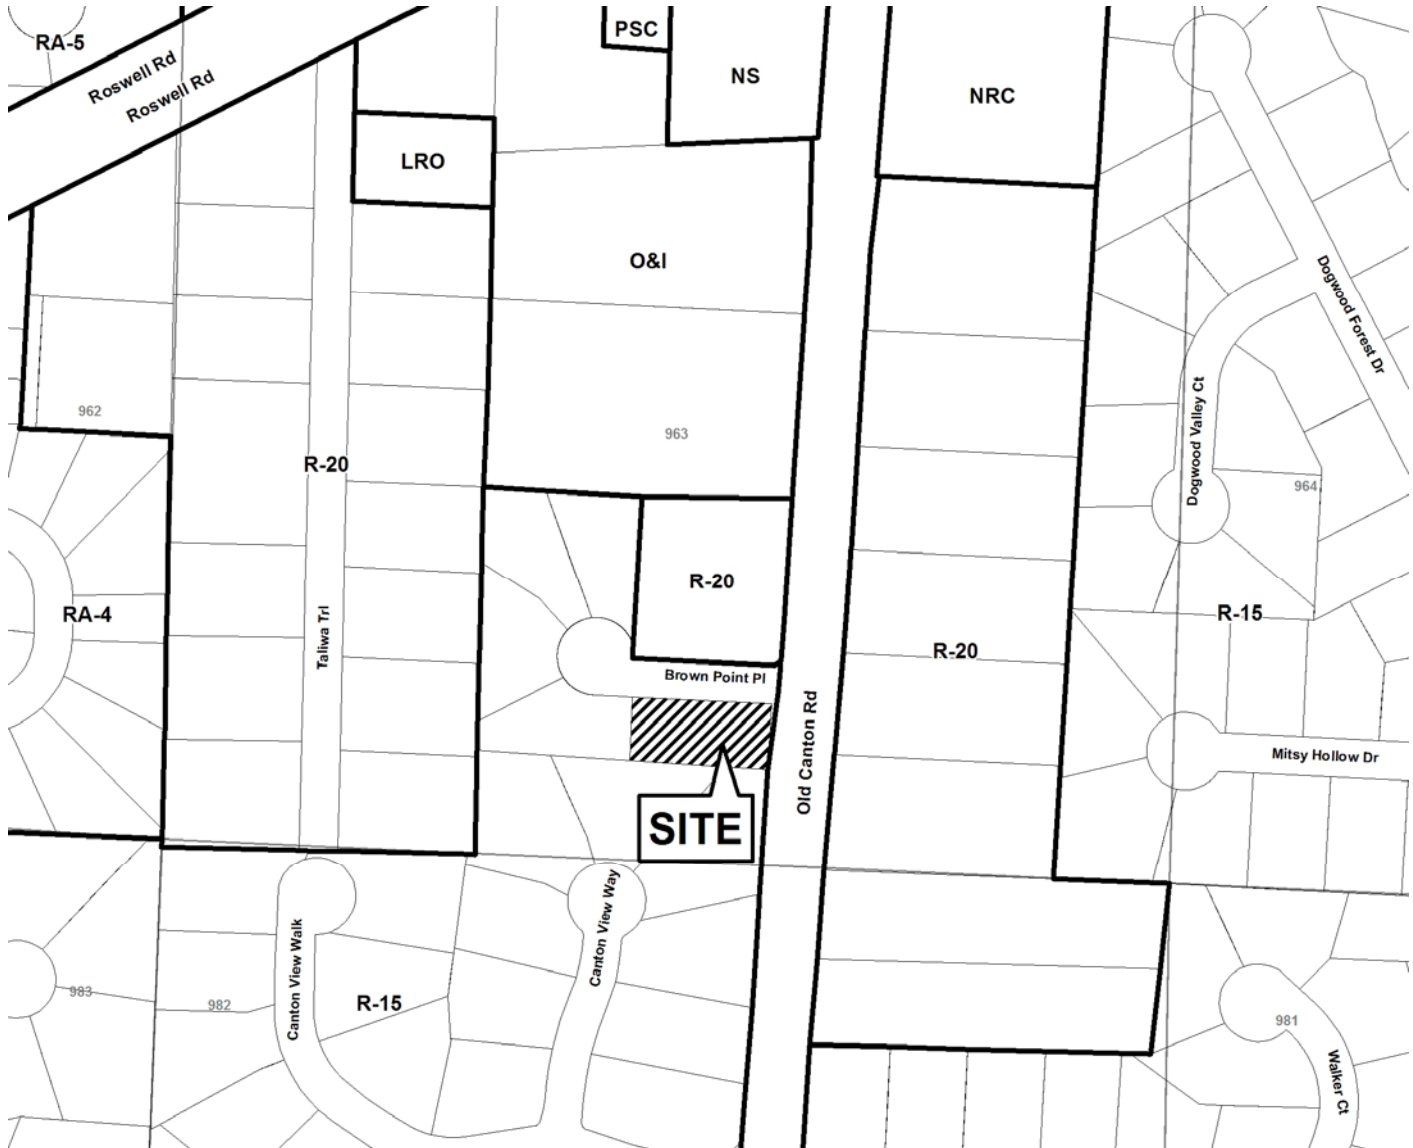 PSC
RA-5
Roswell Rd
NS
Roswell Rd
NRC
LRO
O&I
Dogwood Forest Dr
962
963
Dogwood Valley Ct
R-20
964
R-20
RA-4
R-15
Taliwa Trl
R-20
Brown Point Pl
Old Canton Rd
Mitsy Hollow Dr
SITE
Canton View Way
Canton View Walk
983
982
R-15
981
Walker Ct